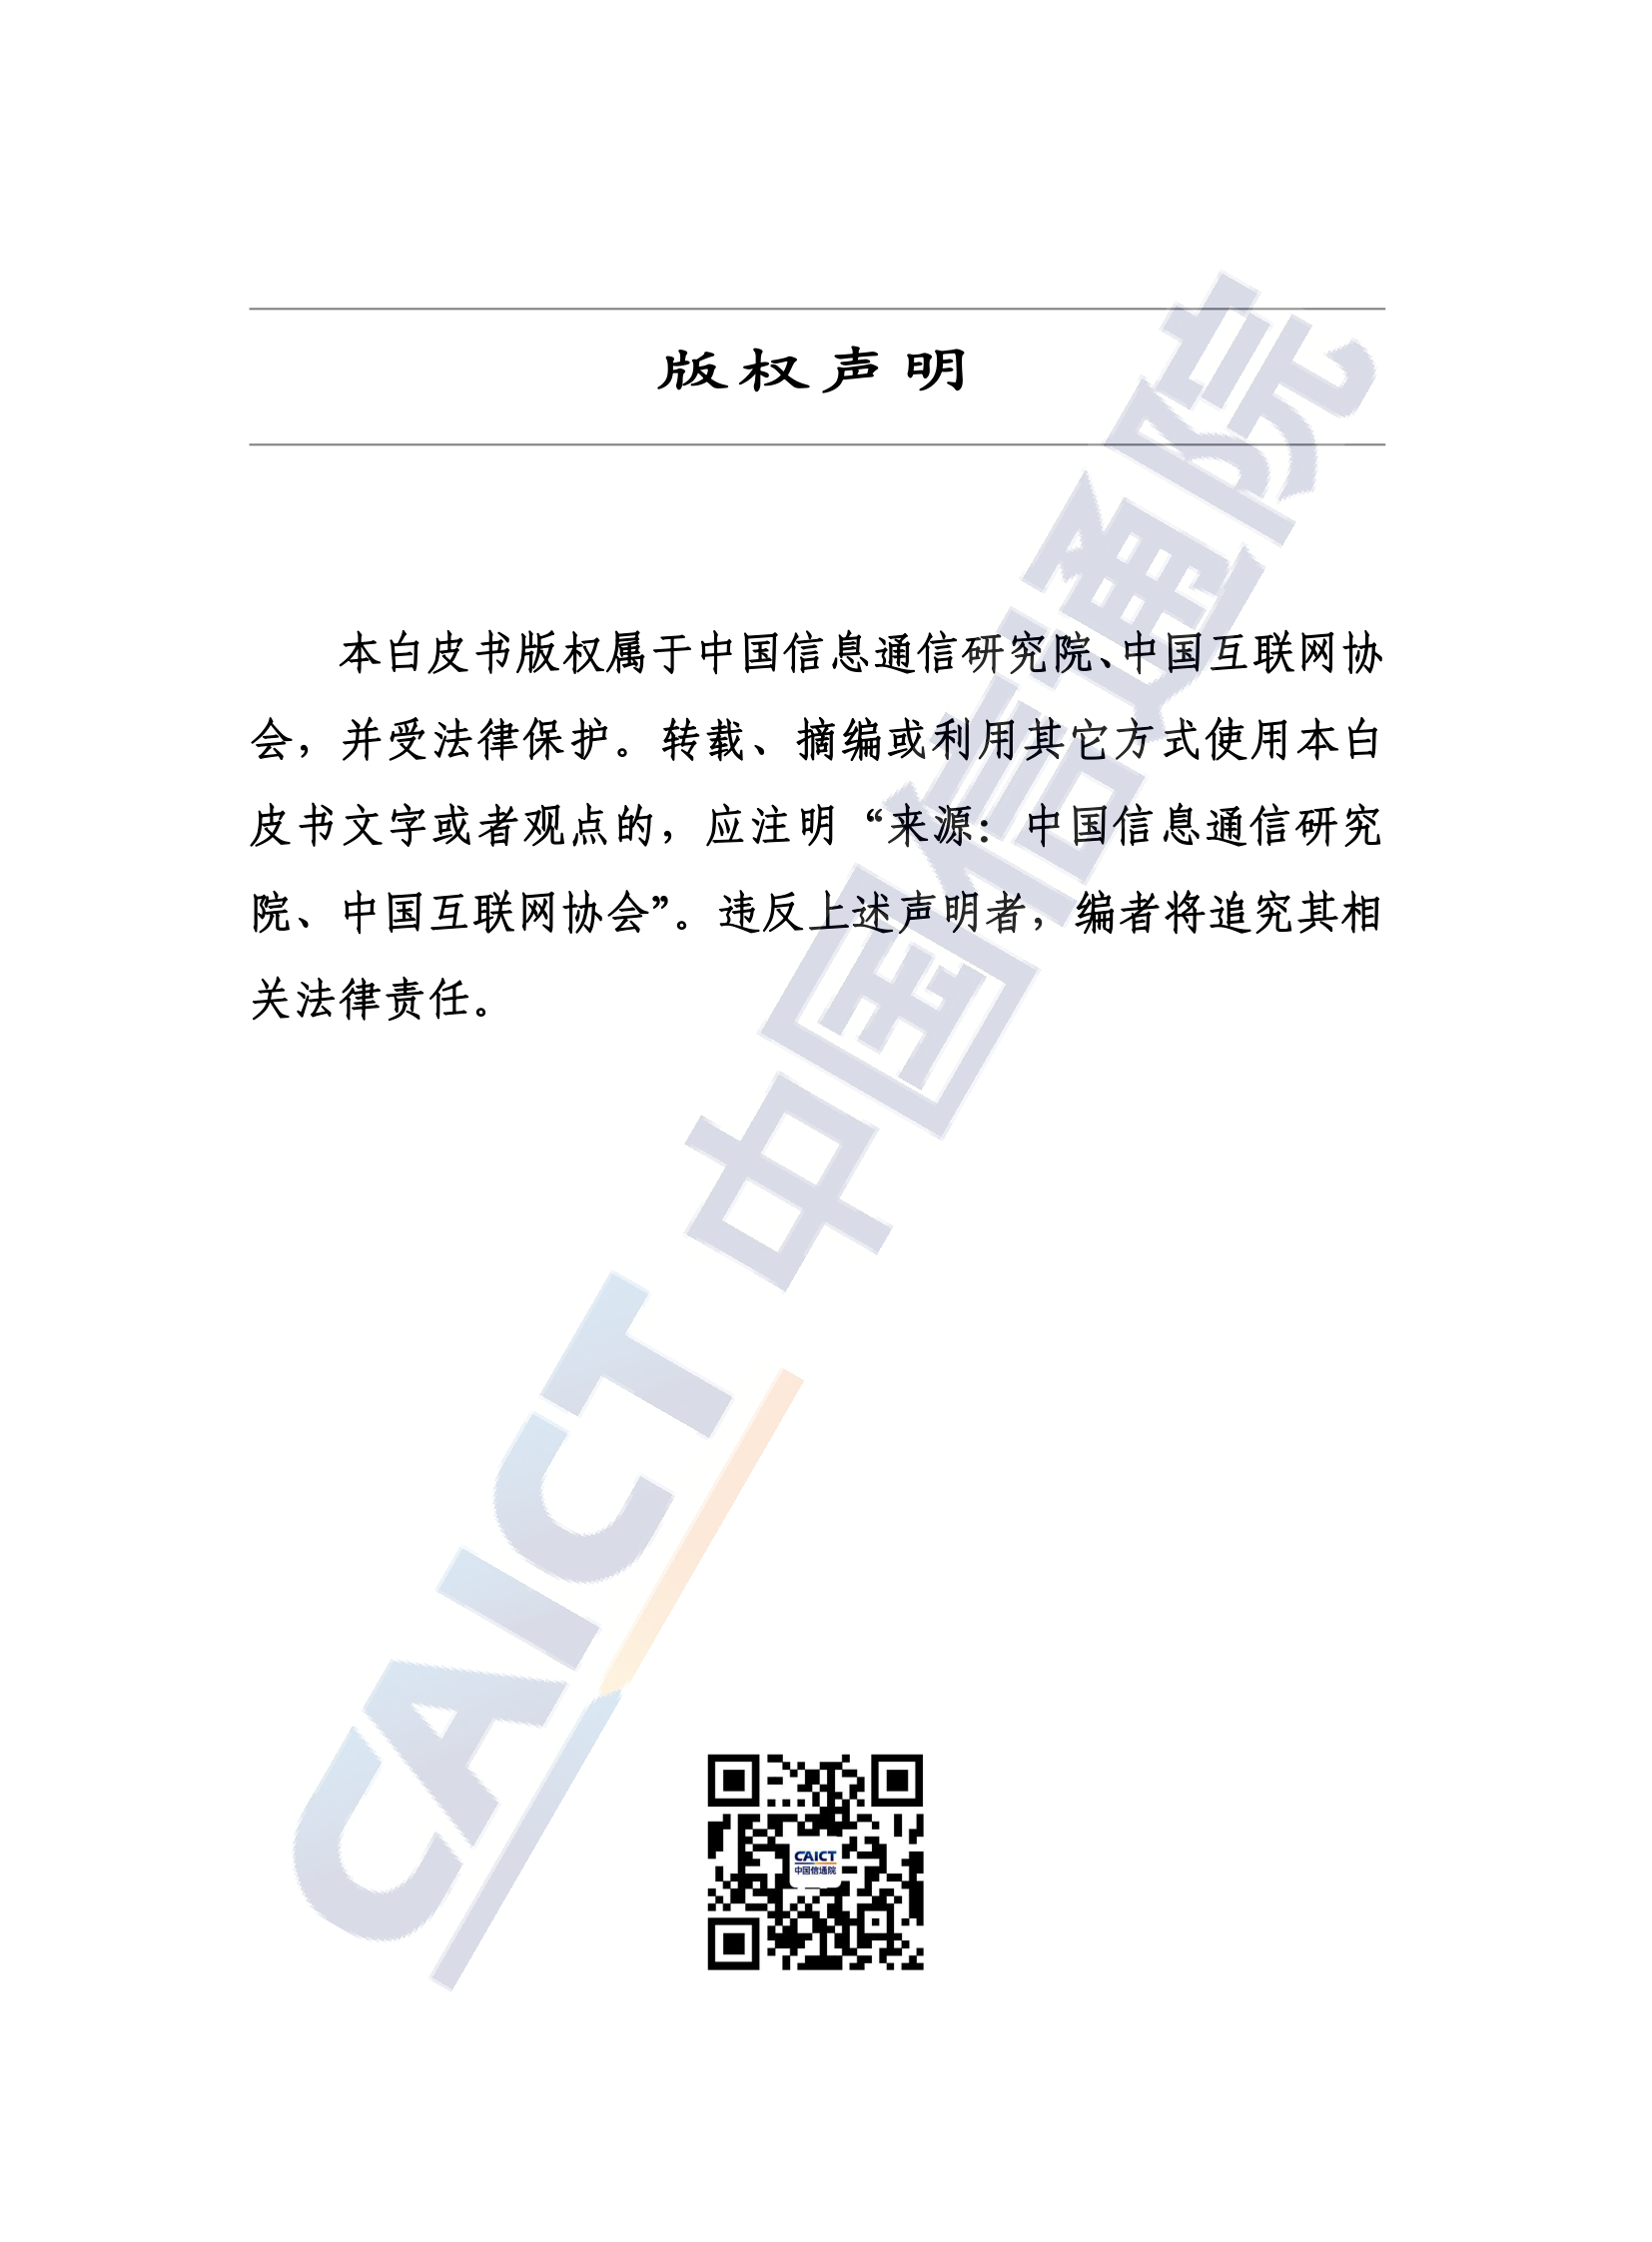 版权声明
本白皮书版权属于中国信息通信研究院、中国互联网协
会，并受法律保护。转载、摘编或利用其它方式使用本白
皮书文字或者观点的，应注明“来源：中国信息通信研究
院、中国互联网协会”。违反上述声明者，编者将追究其相
关法律责任。
CAICT 中国信通院
CAICT
中国信通院